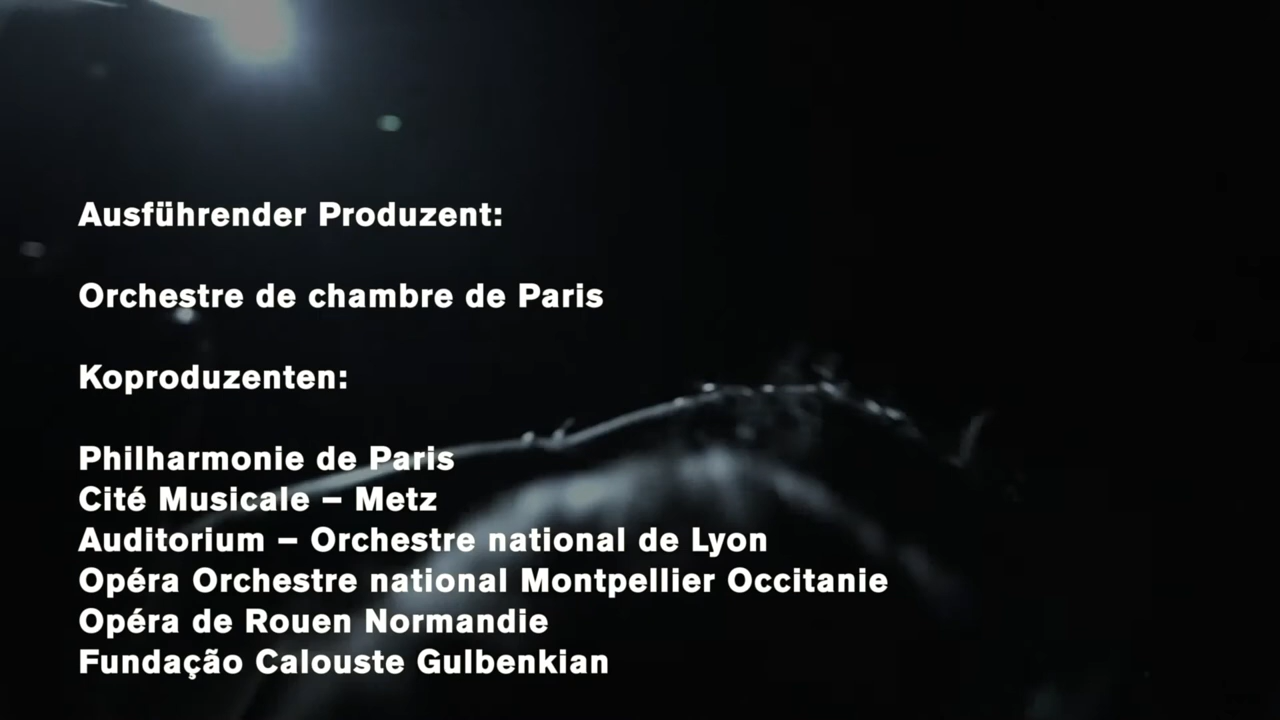 Ausführender Produzent:
Orchestre de chambre de Paris
Koproduzenten:
Philharmonie de Paris
Cité Musicale – Metz
Auditorium – Orchestre national de Lyon
Opéra Orchestre national Montpellier Occitanie
Opéra de Rouen Normandie
Fundação Calouste Gulbenkian